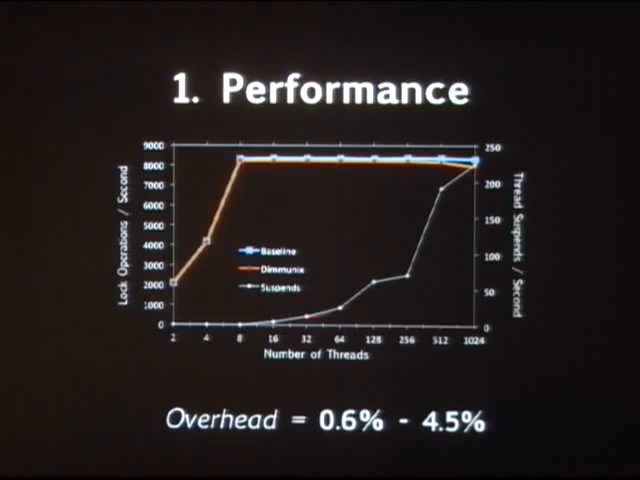 1. Performance
9000
8000
7000
6000
5000
4000
3000
2000
1000
0
Lock Operations / Second
250
200
150
100
50
0
Thread Suspends / Second
Baseline
Dimmunix
Suspends
2 4 8 16 32 64 128 256 512 1024
Number of Threads
Overhead = 0.6% - 4.5%